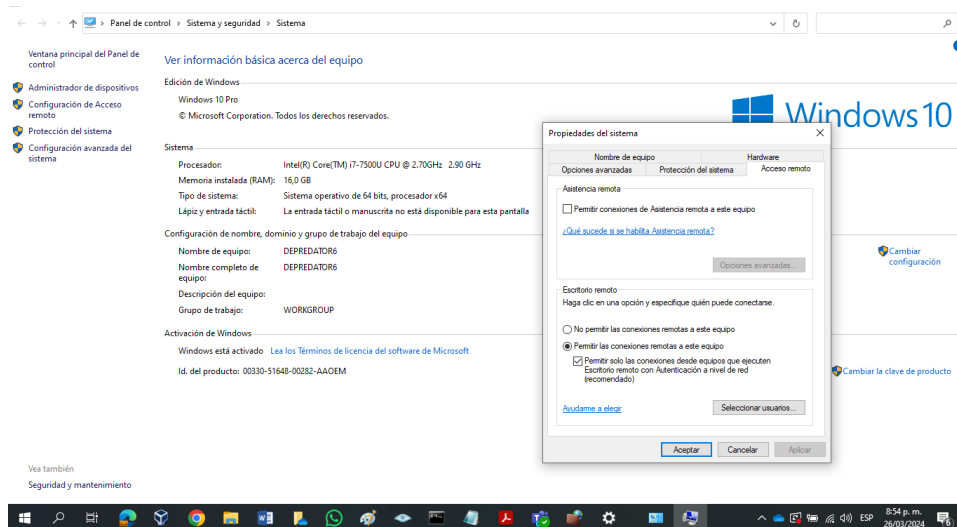 Panel de control > Sistema y seguridad > Sistema
Ventana principal del Panel de
control
Administrador de dispositivos
Configuración de Acceso
remoto
Protección del sistema
Configuración avanzada del
sistema
Vea también
Seguridad y mantenimiento
Ver información básica acerca del equipo
Edición de Windows
Windows 10 Pro
© Microsoft Corporation. Todos los derechos reservados.
Windows 10
Sistema
Procesador: Intel(R) Core(TM) i7-7500U CPU @ 2.70GHz 2.90 GHz
Memoria instalada (RAM): 16,0 GB
Tipo de sistema: Sistema operativo de 64 bits, procesador x64
Lápiz y entrada táctil: La entrada táctil o manuscrita no está disponible para esta pantalla
Configuración de nombre, dominio y grupo de trabajo del equipo
Nombre de equipo: DEPREDATOR6
Nombre completo de DEPREDATOR6
equipo:
Descripción del equipo:
Grupo de trabajo: WORKGROUP
Cambiar
configuración
Activación de Windows
Windows está activado Lea los Términos de licencia del software de Microsoft
Id. del producto: 00330-51648-00282-AAOEM
Cambiar la clave de producto
Propiedades del sistema
Nombre de equipo Hardware
Opciones avanzadas Protección del sistema Acceso remoto
Asistencia remota
Permitir conexiones de Asistencia remota a este equipo
¿Qué sucede si se habilita Asistencia remota?
Opciones avanzadas...
Escritorio remoto
Haga clic en una opción y especifique quién puede conectarse.
No permitir las conexiones remotas a este equipo
Permitir las conexiones remotas a este equipo
Permitir solo las conexiones desde equipos que ejecuten
Escritorio remoto con Autenticación a nivel de red
(recomendado)
Ayudarme a elegir Seleccionar usuarios...
Aceptar Cancelar Aplicar
ESP
8:54 p. m.
26/03/2024